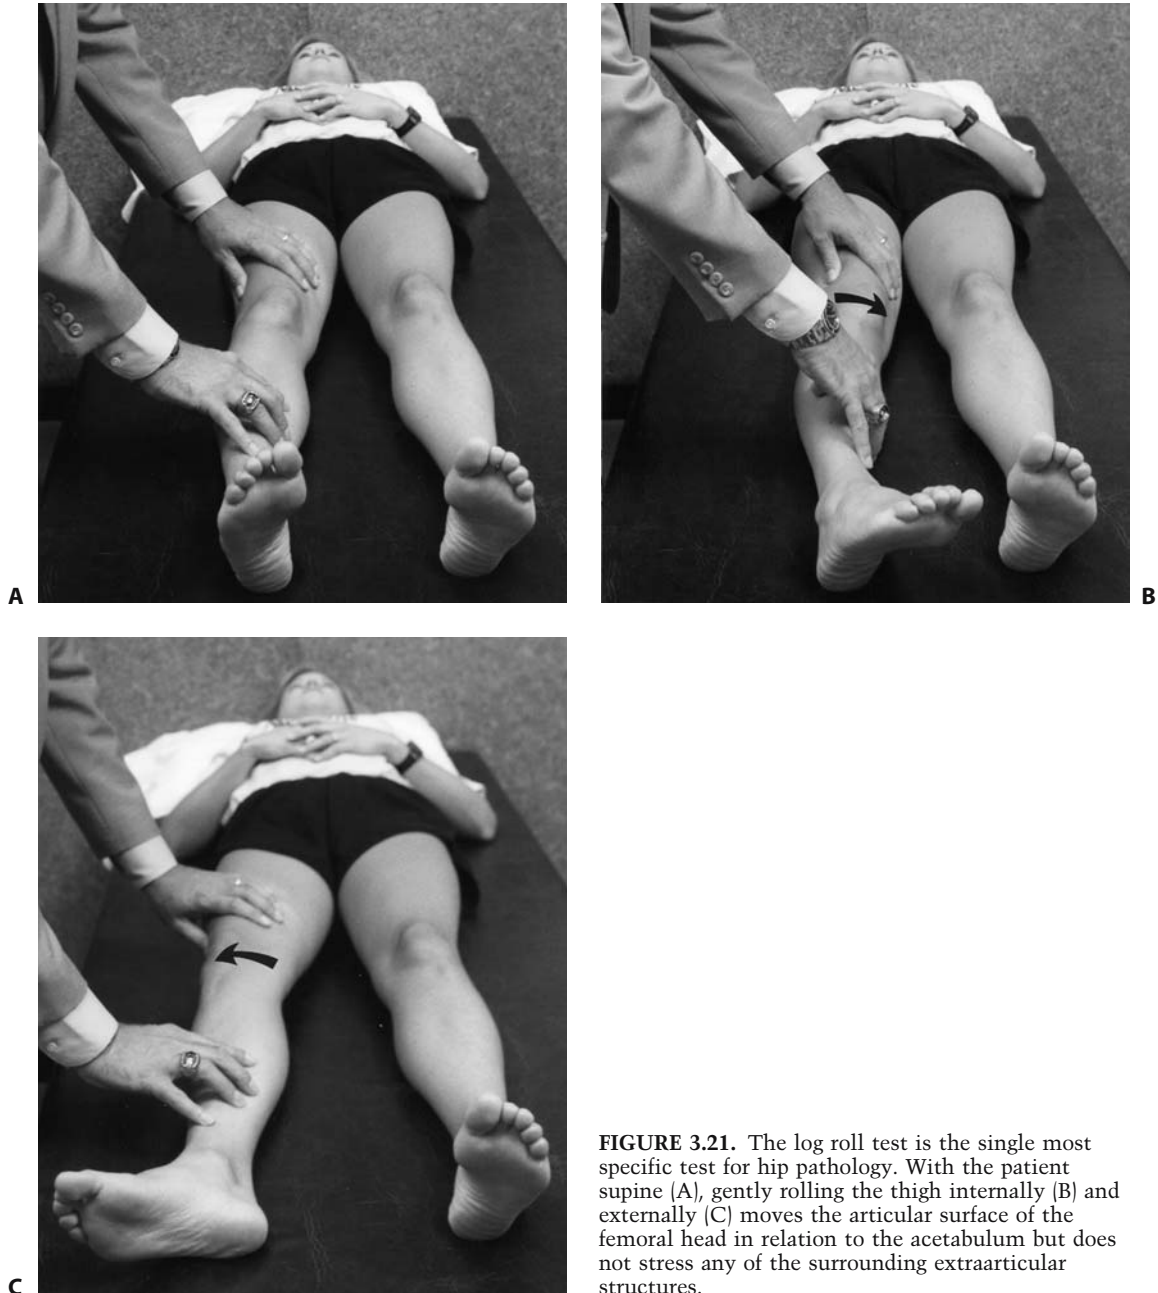 A
B
C
FIGURE 3.21. The log roll test is the single most
specific test for hip pathology. With the patient
supine (A), gently rolling the thigh internally (B) and
externally (C) moves the articular surface of the
femoral head in relation to the acetabulum but does
not stress any of the surrounding extraarticular
structures.